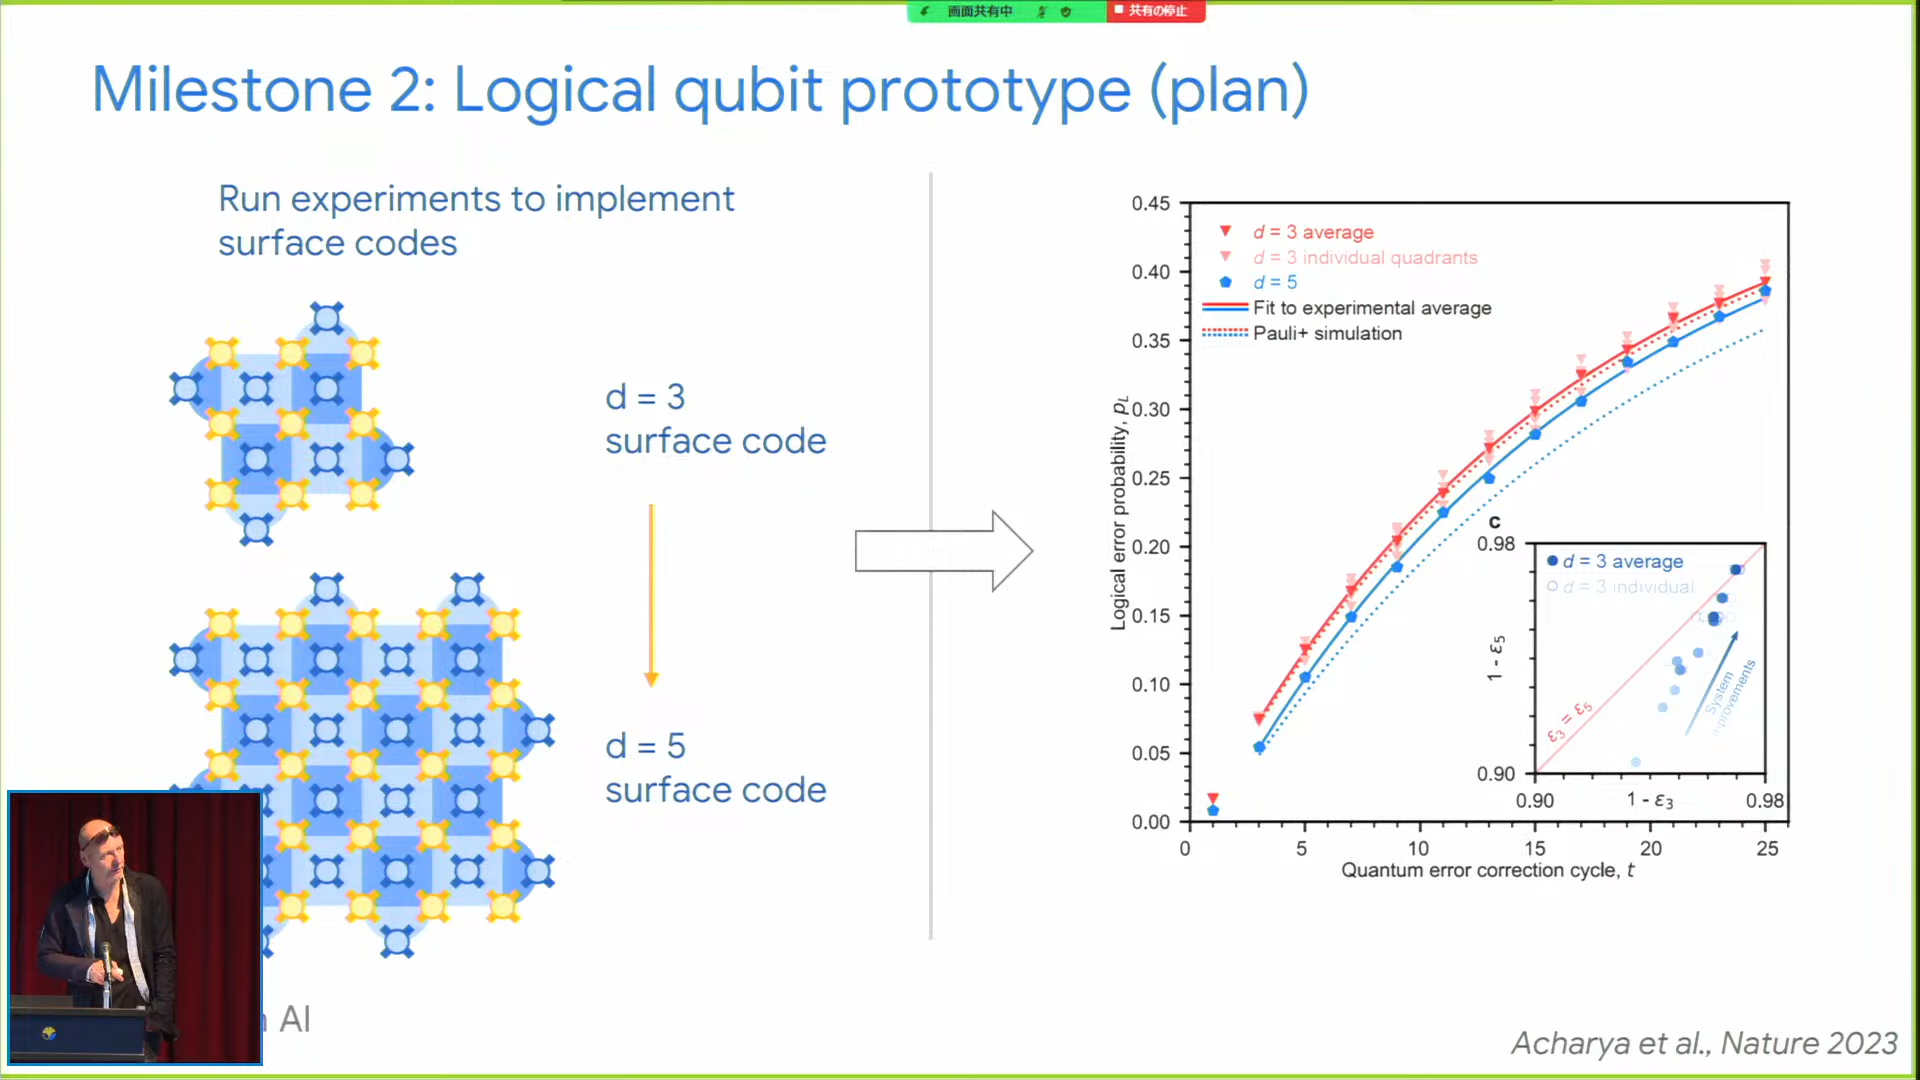 画面共有中
共有の停止
Milestone 2: Logical qubit prototype (plan)
Run experiments to implement
surface codes
d = 3
surface code
d = 5
surface code
AI
0.45
0.40
0.35
0.30
0.25
0.20
0.15
0.10
0.05
0.00
Logical error probability, pL
d = 3 average
d = 3 individual quadrants
d = 5
Fit to experimental average
Pauli+ simulation
0 5 10 15 20 25
Quantum error correction cycle, t
c
0.98
d = 3 average
d = 3 individual
1 - ε5
ε3 = ε5
System
0.90
0.90 1 - ε3 0.98
Acharya et al., Nature 2023